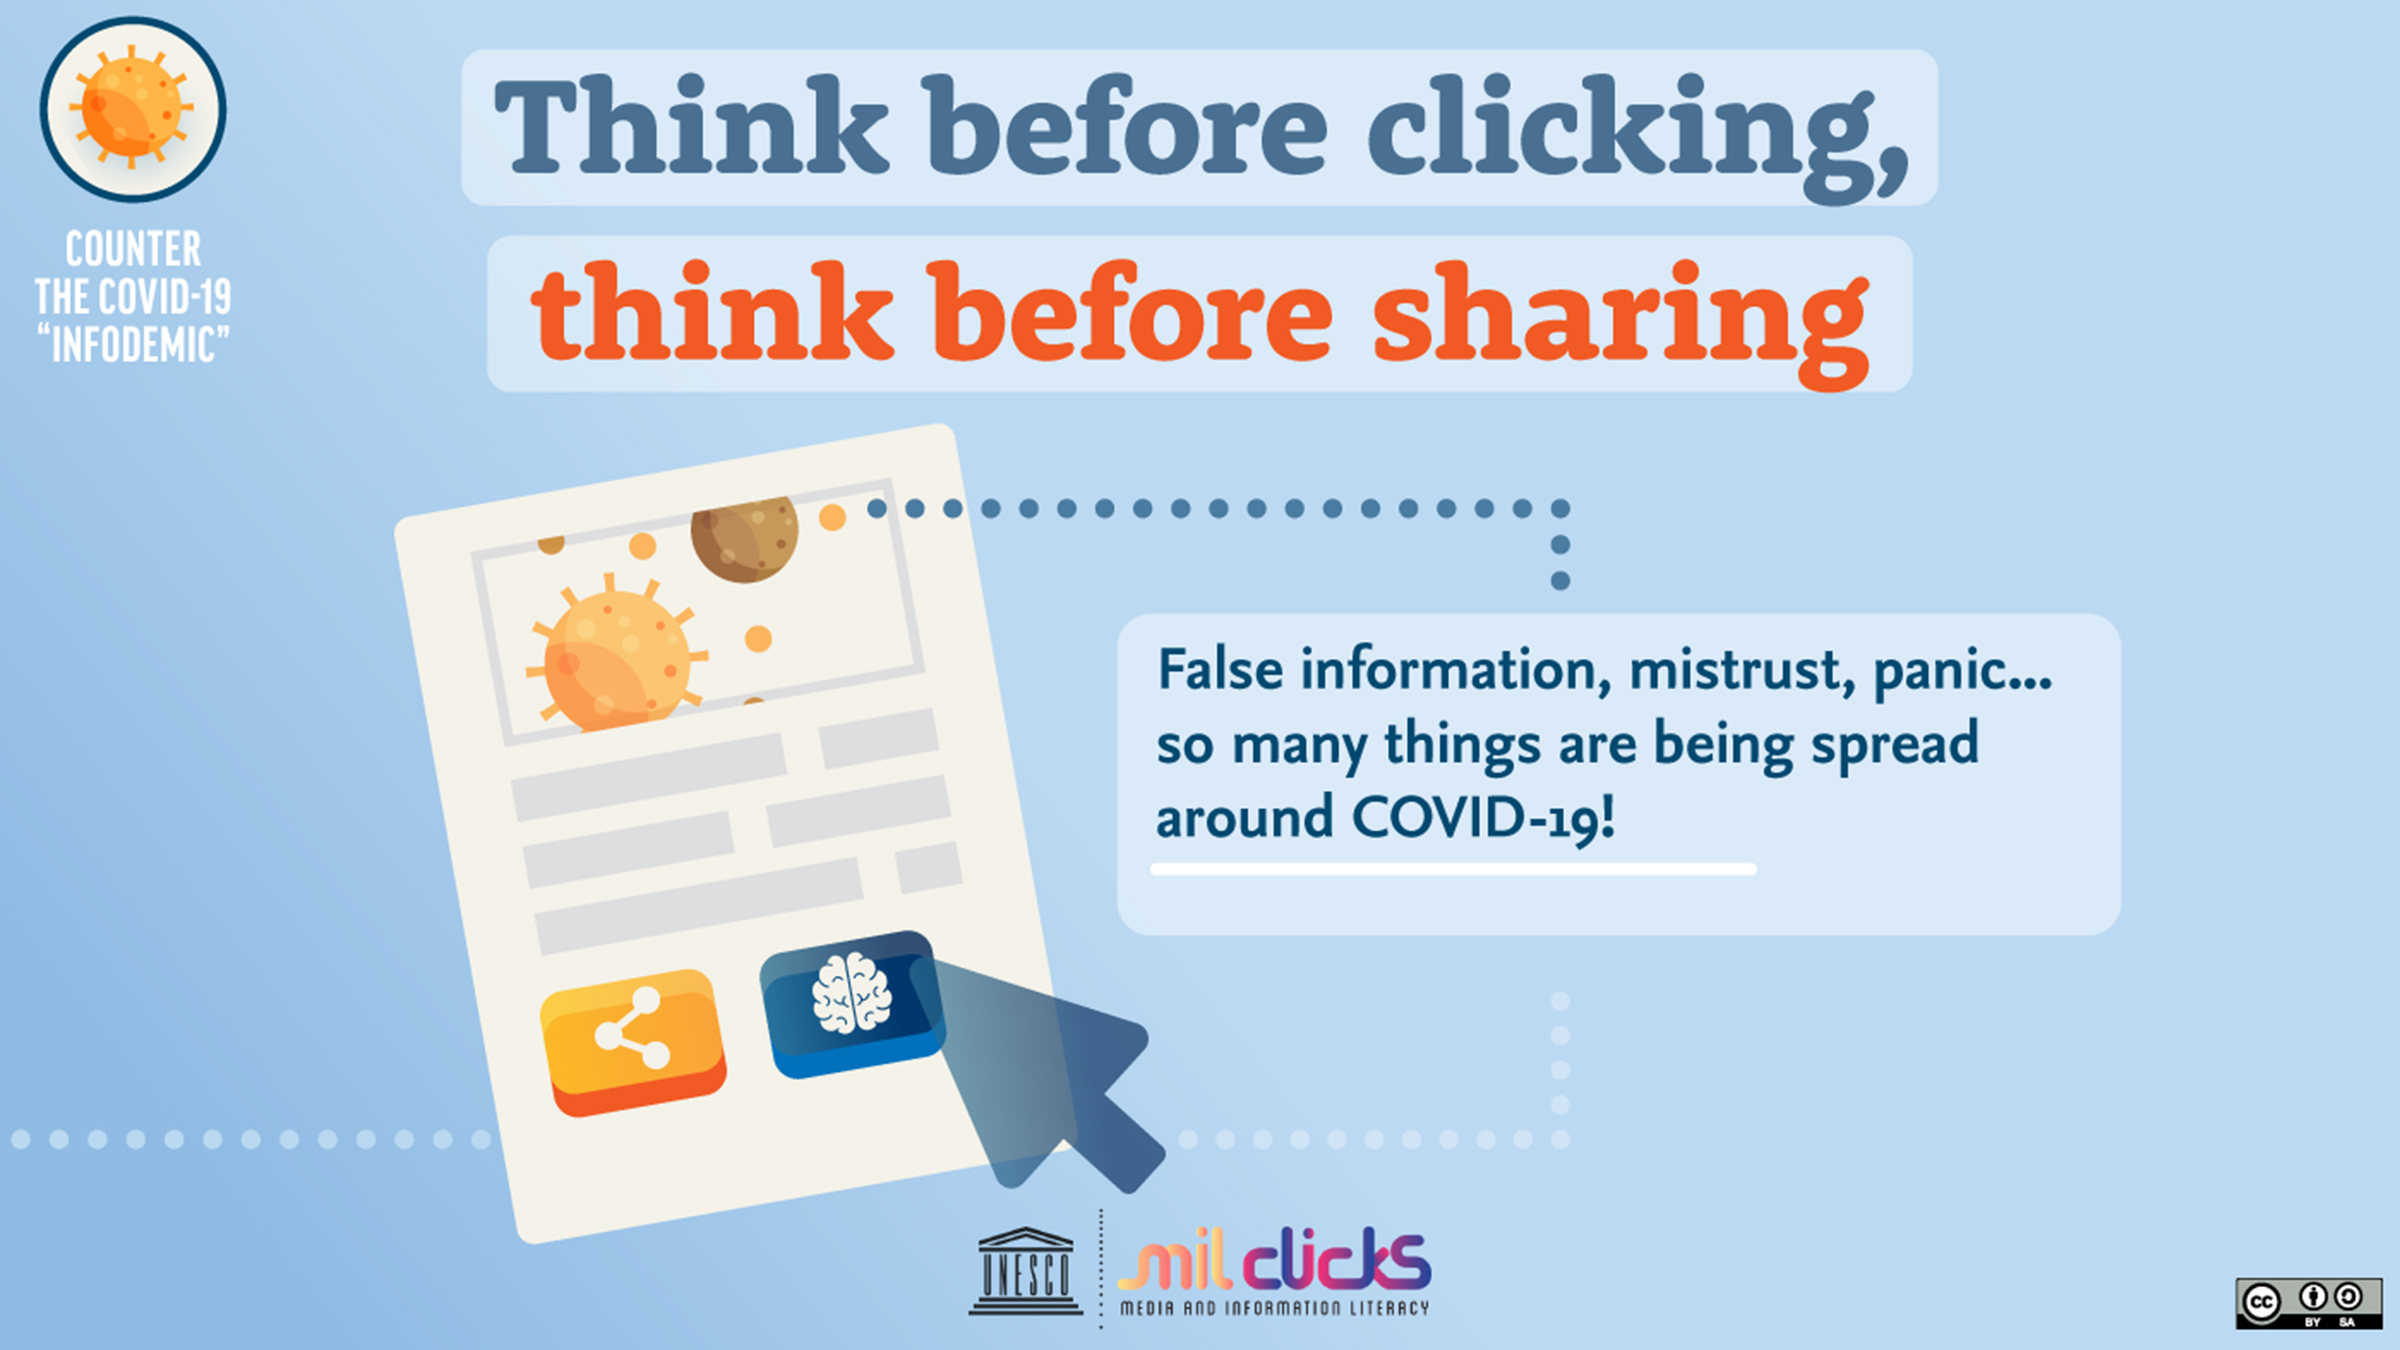 COUNTER
THE COVID-19
“INFODEMIC”
Think before clicking,
think before sharing
False information, mistrust, panic...
so many things are being spread
around COVID-19!
UNESCO
mil clicks
MEDIA AND INFORMATION LITERACY
cc
BY SA